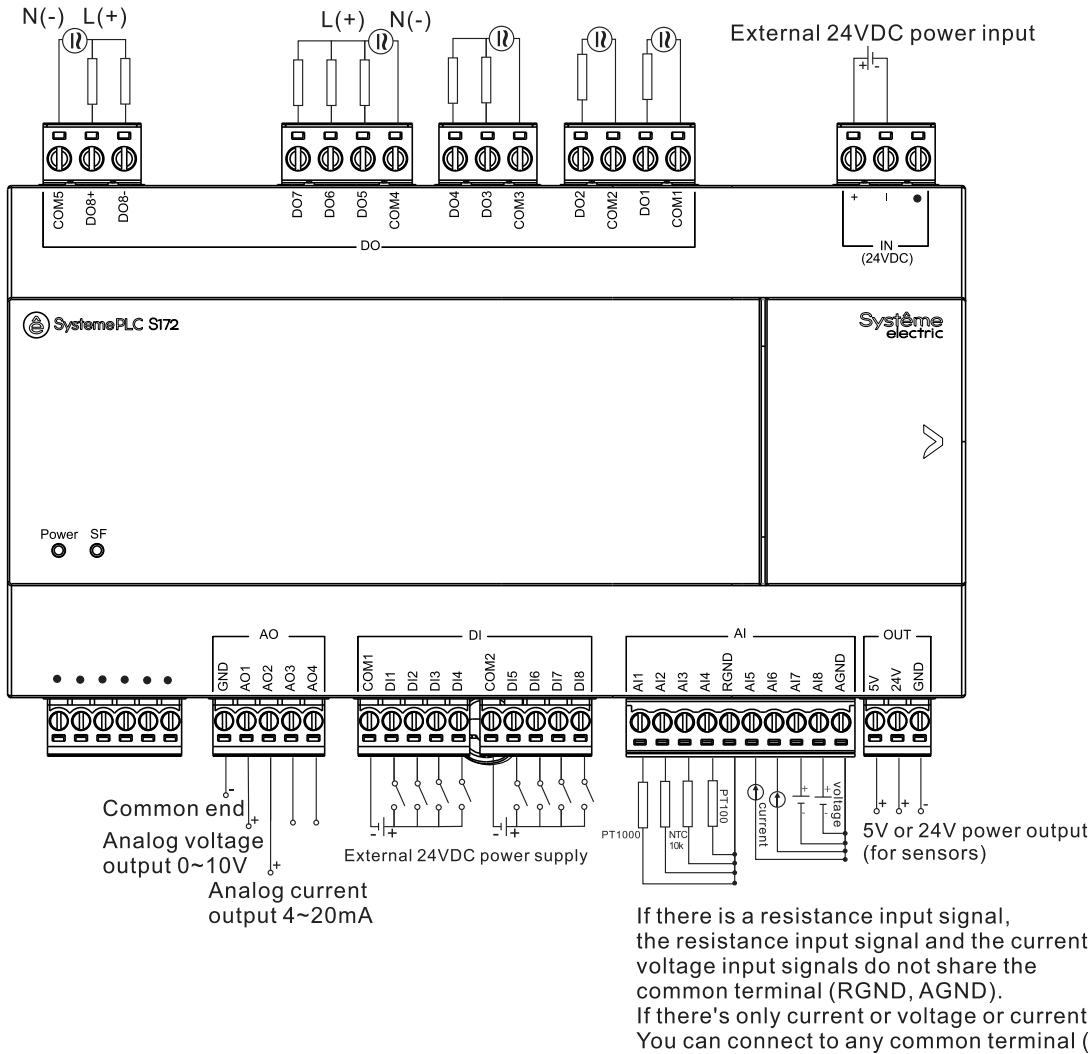 N(-) L(+)
L(+) N(-)
External 24VDC power input
+ -
COM5 DO8+ DO8-
DO7 DO6 DO5 COM4
DO4 DO3 COM3
DO2 COM2 DO1 COM1
DO
+ −
IN
(24VDC)
SystemePLC S172
Système
electric
Power SF
AO
DI
AI
OUT
GND AO1 AO2 AO3 AO4
COM1 DI1 DI2 DI3 DI4
COM2 DI5 DI6 DI7 DI8
AI1 AI2 AI3 AI4 RGND AI5 AI6 AI7 AI8 AGND
5V 24V GND
-
Common end
+
Analog voltage
output 0~10V
+
Analog current
output 4~20mA
- +
- +
External 24VDC power supply
PT1000
NTC
10k
PT100
current
+ -
+ -
voltage
+ + -
5V or 24V power output
(for sensors)
If there is a resistance input signal,
the resistance input signal and the current
voltage input signals do not share the
common terminal (RGND, AGND).
If there's only current or voltage or current
You can connect to any common terminal (